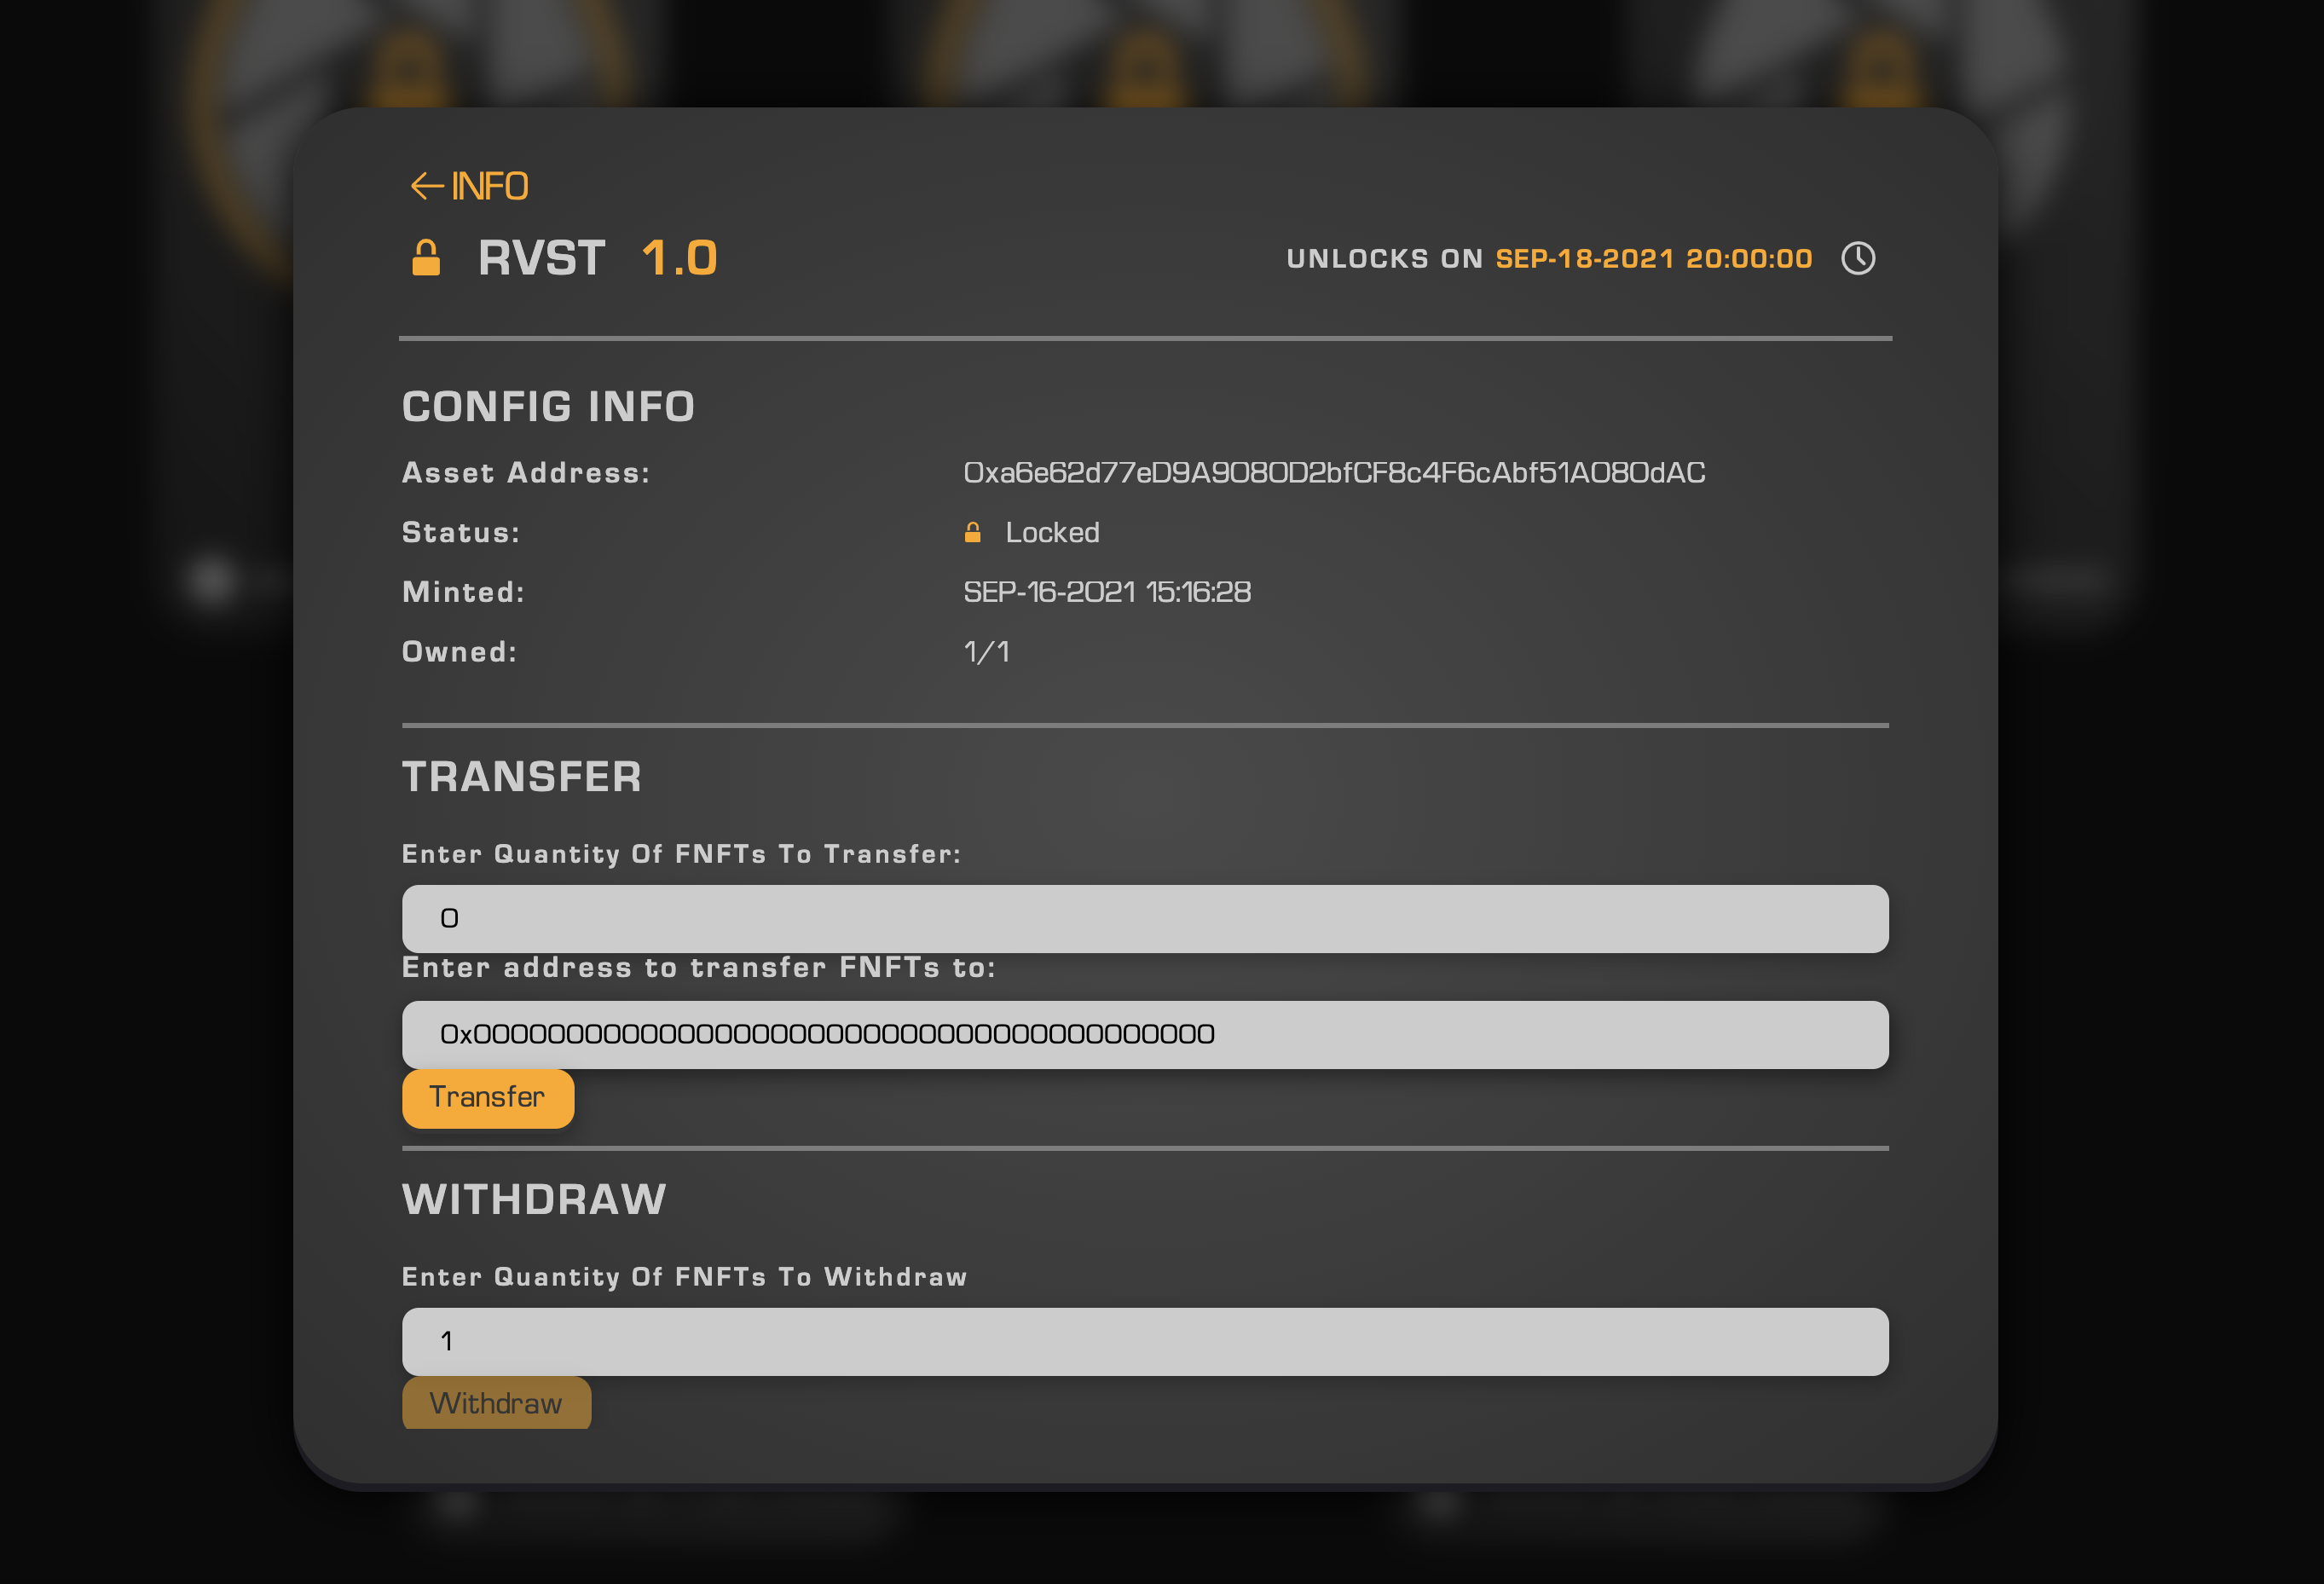 INFO
RVST 1.0
UNLOCKS ON SEP-18-2021 20:00:00
CONFIG INFO
Asset Address: 0xa6e62d77eD9A9080D2bfCF8c4F6cAbf51A080dAC
Status: Locked
Minted: SEP-16-2021 15:16:28
Owned: 1/1
TRANSFER
Enter Quantity Of FNFTs To Transfer:
0
Enter address to transfer FNFTs to:
0x0000000000000000000000000000000000000000
Transfer
WITHDRAW
Enter Quantity Of FNFTs To Withdraw
1
Withdraw